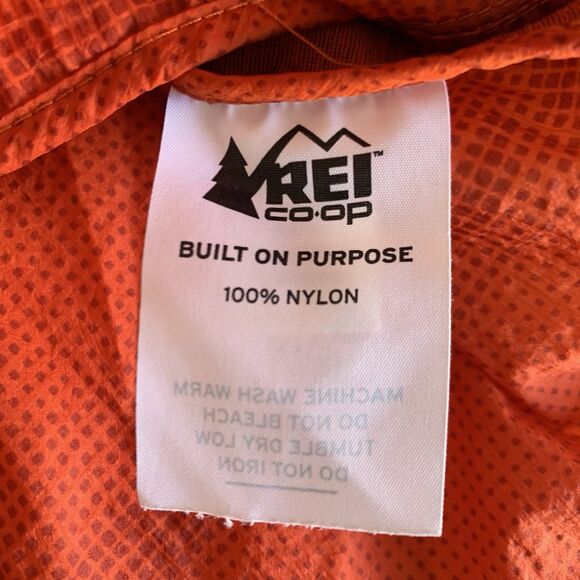 REI™
CO·OP
BUILT ON PURPOSE
100% NYLON
MACHINE WASH WARM
DO NOT BLEACH
TUMBLE DRY LOW
DO NOT IRON